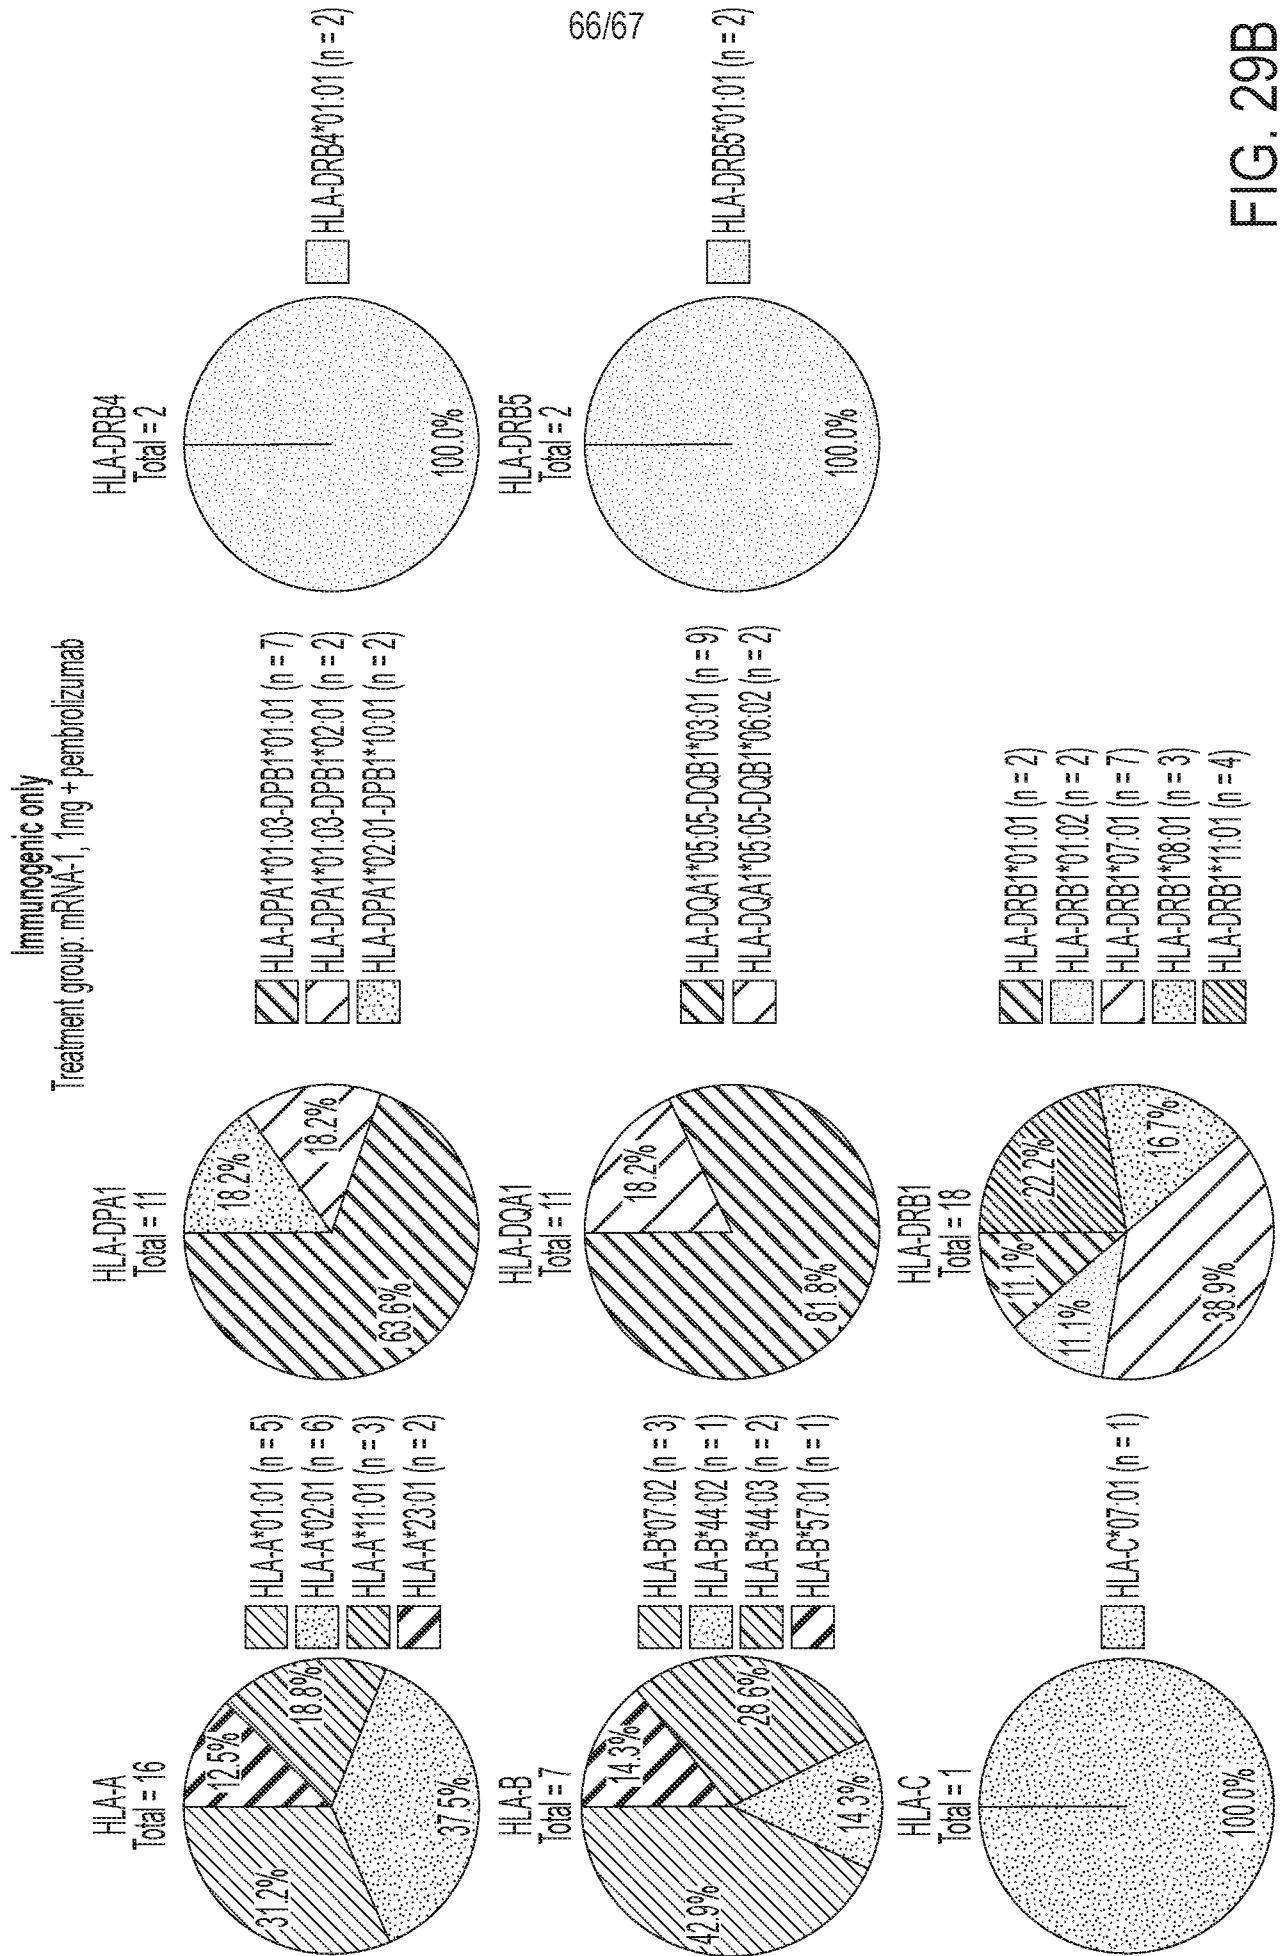 66/67
Immunogenic only
Treatment group: mRNA-1, 1mg + pembrolizumab
HLA-A
Total = 16
31.2%
12.5%
18.8%
37.5%
HLA-A*01:01 (n = 5)
HLA-A*02:01 (n = 6)
HLA-A*11:01 (n = 3)
HLA-A*23:01 (n = 2)
HLA-DPA1
Total = 11
18.2%
18.2%
63.6%
HLA-DPA1*01:03-DPB1*01:01 (n = 7)
HLA-DPA1*01:03-DPB1*02:01 (n = 2)
HLA-DPA1*02:01-DPB1*10:01 (n = 2)
HLA-DRB4
Total = 2
100.0%
HLA-DRB4*01:01 (n = 2)
HLA-B
Total = 7
42.9%
14.3%
28.6%
14.3%
HLA-B*07:02 (n = 3)
HLA-B*44:02 (n = 1)
HLA-B*44:03 (n = 2)
HLA-B*57:01 (n = 1)
HLA-DQA1
Total = 11
18.2%
81.8%
HLA-DQA1*05:05-DQB1*03:01 (n = 9)
HLA-DQA1*05:05-DQB1*06:02 (n = 2)
HLA-DRB5
Total = 2
100.0%
HLA-DRB5*01:01 (n = 2)
HLA-C
Total = 1
100.0%
HLA-C*07:01 (n = 1)
HLA-DRB1
Total = 18
11.1%
22.2%
11.1%
16.7%
38.9%
HLA-DRB1*01:01 (n = 2)
HLA-DRB1*01:02 (n = 2)
HLA-DRB1*07:01 (n = 7)
HLA-DRB1*08:01 (n = 3)
HLA-DRB1*11:01 (n = 4)
FIG. 29B